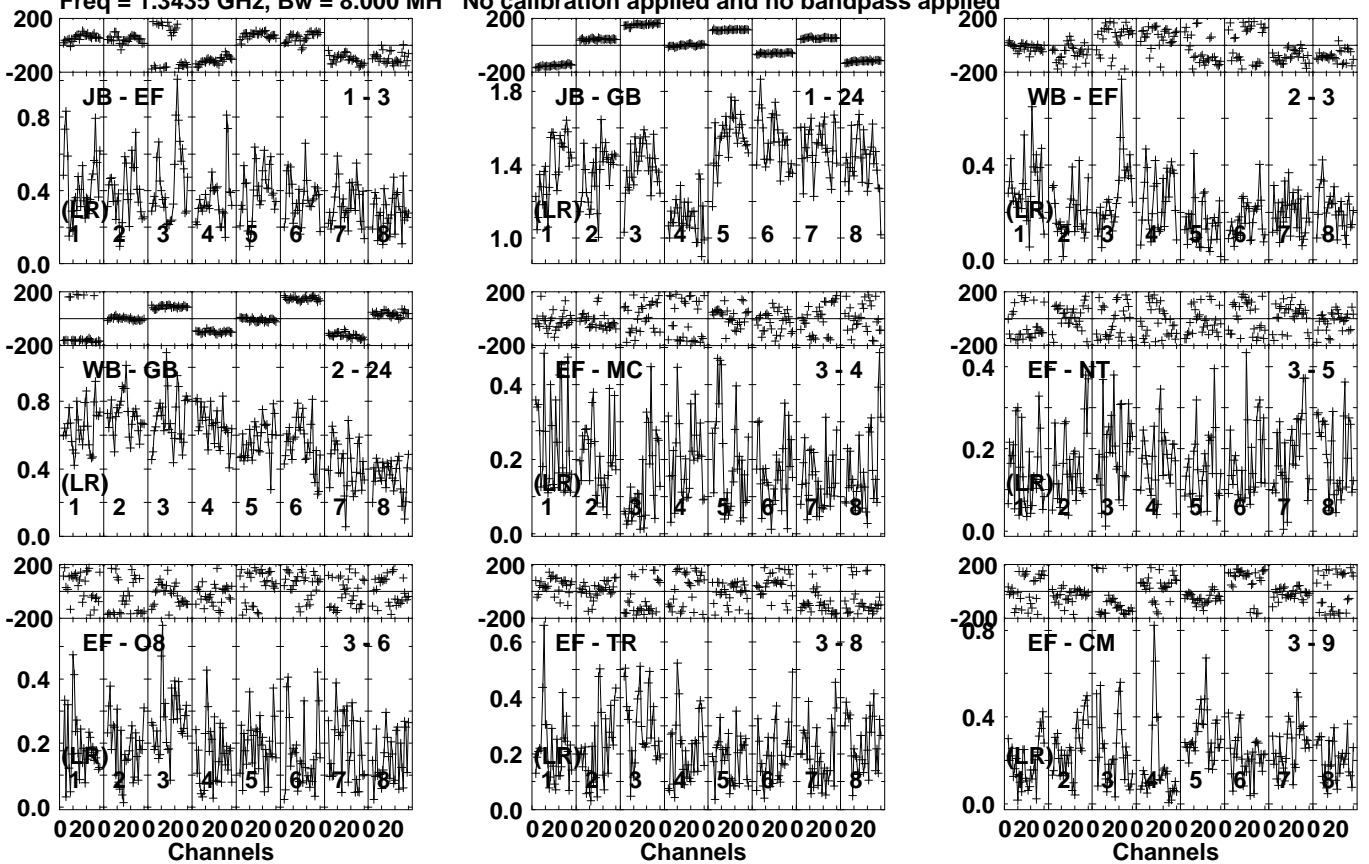 Freq = 1.3435 GHz, Bw = 8.000 MH No calibration applied and no bandpass applied
200
-200
JB - EF 1 - 3
0.8
0.4
0.0
(LR)
1 2 3 4 5 6 7 8
200
-200
JB - GB 1 - 24
1.8
1.4
1.0
(LR)
1 2 3 4 5 6 7 8
200
-200
WB - EF 2 - 3
0.4
0.0
(LR)
1 2 3 4 5 6 7 8
200
-200
WB - GB 2 - 24
0.8
0.4
0.0
(LR)
1 2 3 4 5 6 7 8
200
-200
EF - MC 3 - 4
0.4
0.2
0.0
(LR)
1 2 3 4 5 6 7 8
200
-200
EF - NT 3 - 5
0.4
0.2
0.0
(LR)
1 2 3 4 5 6 7 8
200
-200
EF - O8 3 - 6
0.4
0.2
0.0
(LR)
1 2 3 4 5 6 7 8
0 20 0 20 0 20 0 20 0 20 0 20 0 20 0 20
Channels
200
-200
EF - TR 3 - 8
0.6
0.4
0.2
0.0
(LR)
1 2 3 4 5 6 7 8
0 20 0 20 0 20 0 20 0 20 0 20 0 20 0 20
Channels
200
-200
EF - CM 3 - 9
0.8
0.4
0.0
(LR)
1 2 3 4 5 6 7 8
0 20 0 20 0 20 0 20 0 20 0 20 0 20 0 20
Channels